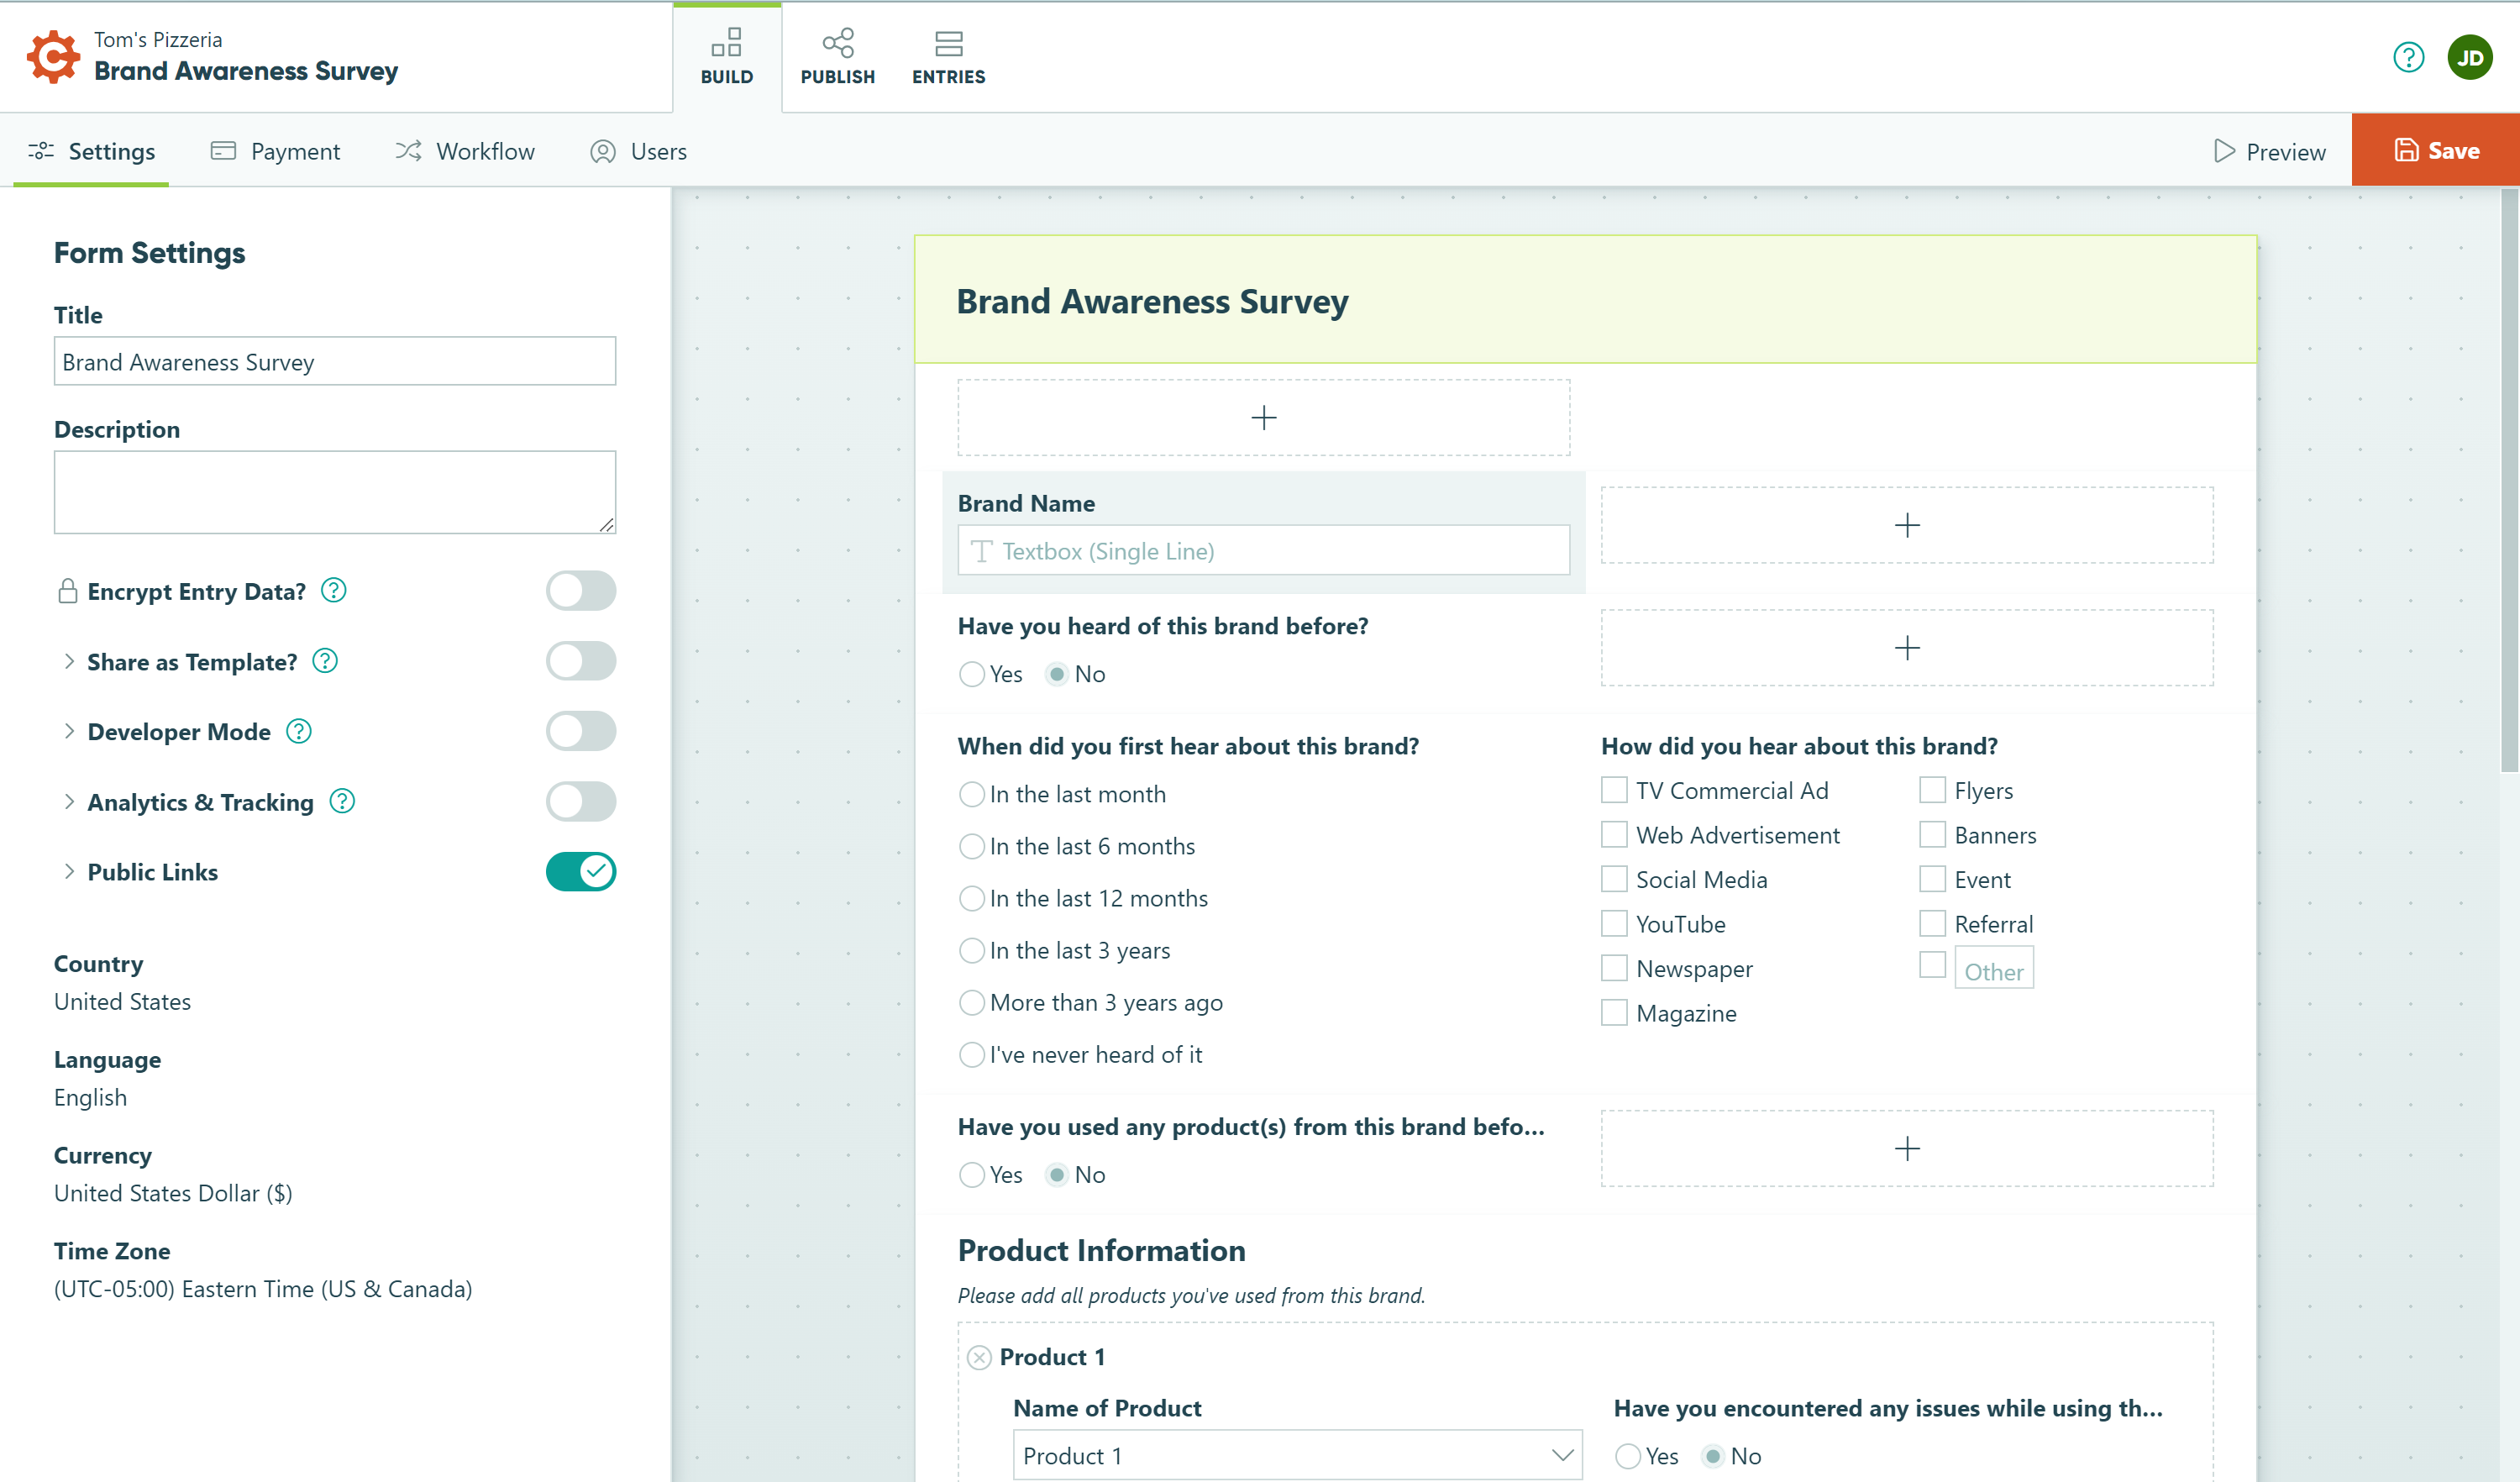 Tom's Pizzeria
Brand Awareness Survey
BUILD
PUBLISH
ENTRIES
JD
Settings
Payment
Workflow
Users
Preview
Save
Form Settings
Title
Brand Awareness Survey
Description
Encrypt Entry Data?
Share as Template?
Developer Mode
Analytics & Tracking
Public Links
Country
United States
Language
English
Currency
United States Dollar ($)
Time Zone
(UTC-05:00) Eastern Time (US & Canada)
Brand Awareness Survey
Brand Name
Textbox (Single Line)
Have you heard of this brand before?
Yes No
When did you first hear about this brand?
In the last month
In the last 6 months
In the last 12 months
In the last 3 years
More than 3 years ago
I've never heard of it
How did you hear about this brand?
TV Commercial Ad
Web Advertisement
Social Media
YouTube
Newspaper
Magazine
Flyers
Banners
Event
Referral
Other
Have you used any product(s) from this brand befo...
Yes No
Product Information
Please add all products you've used from this brand.
Product 1
Name of Product
Product 1
Have you encountered any issues while using th...
Yes No